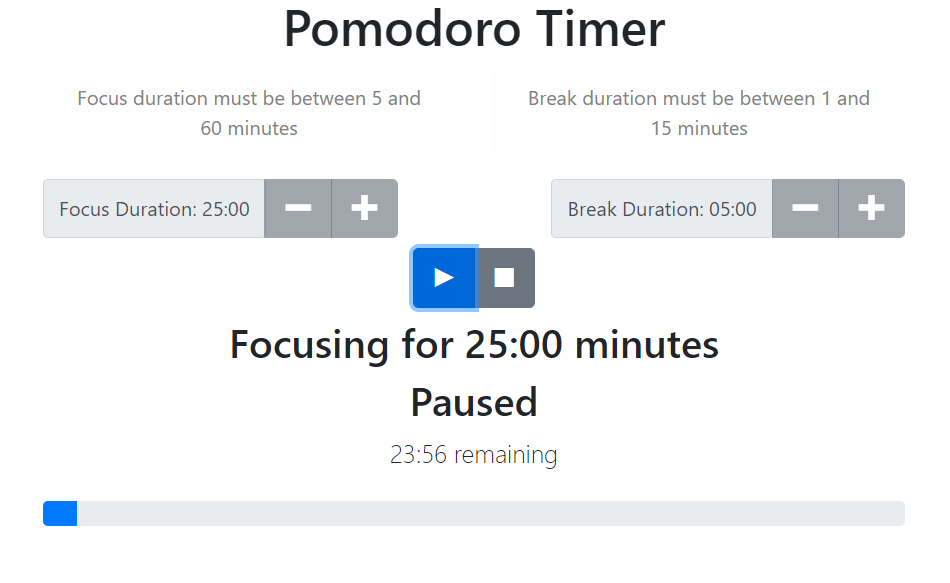 Pomodoro Timer
Focus duration must be between 5 and
60 minutes
Break duration must be between 1 and
15 minutes
Focus Duration: 25:00
Break Duration: 05:00
Focusing for 25:00 minutes
Paused
23:56 remaining